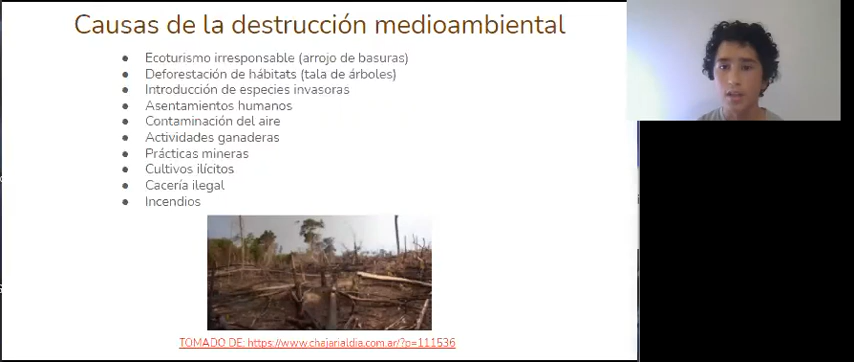 Causas de la destrucción medioambiental
● Ecoturismo irresponsable (arrojo de basuras)
● Deforestación de hábitats (tala de árboles)
● Introducción de especies invasoras
● Asentamientos humanos
● Contaminación del aire
● Actividades ganaderas
● Prácticas mineras
● Cultivos ilícitos
● Cacería ilegal
● Incendios
TOMADO DE: https://www.chajarialdia.com.ar/?p=111536